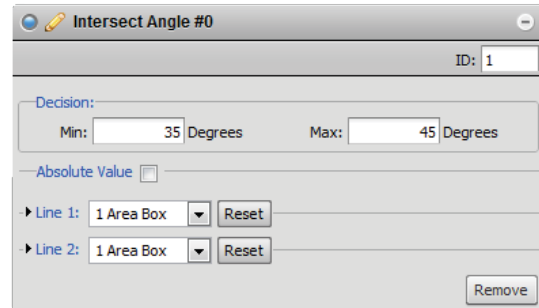 Intersect Angle #0
ID: 1
Decision:
Min: 35 Degrees Max: 45 Degrees
Absolute Value
Line 1: 1 Area Box Reset
Line 2: 1 Area Box Reset
Remove